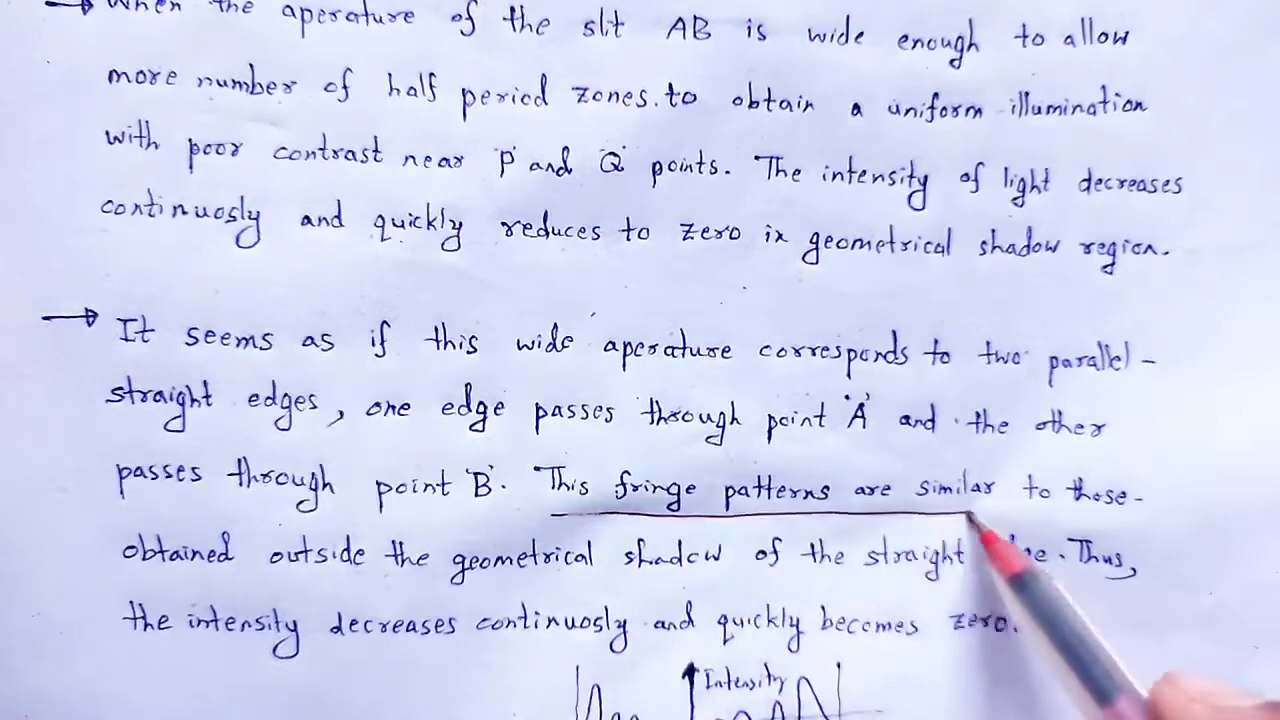 → When the aperature of the slit AB is wide enough to allow
more number of half period zones. to obtain a uniform illumination
with poor contrast near 'P' and 'Q' points. The intensity of light decreases
continuosly and quickly reduces to zero in geometrical shadow region.
→ It seems as if this wide aperature corresponds to two parallel-
straight edges, one edge passes through point 'A' and the other
passes through point 'B'. This fringe patterns are similar to those-
obtained outside the geometrical shadow of the straight . Thus,
the intensity decreases continuosly and quickly becomes zero.
Intensity